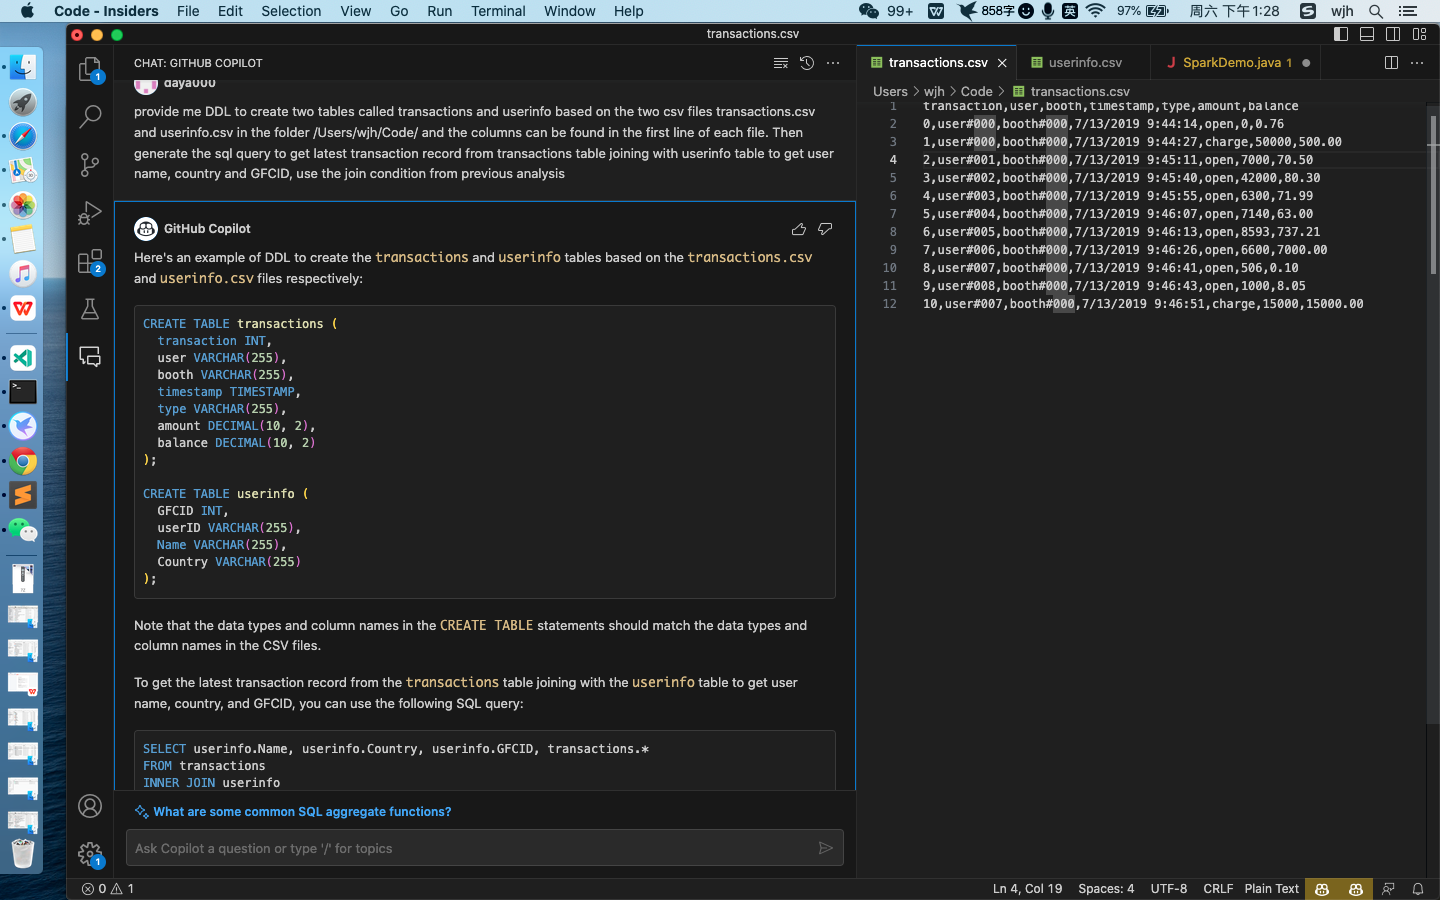 Code - Insiders File Edit Selection View Go Run Terminal Window Help 99+ 858字 英 97% 周六 下午1:28 wjh
transactions.csv
CHAT: GITHUB COPILOT
daya000
provide me DDL to create two tables called transactions and userinfo based on the two csv files transactions.csv
and userinfo.csv in the folder /Users/wjh/Code/ and the columns can be found in the first line of each file. Then
generate the sql query to get latest transaction record from transactions table joining with userinfo table to get user
name, country and GFCID, use the join condition from previous analysis
GitHub Copilot
Here's an example of DDL to create the transactions and userinfo tables based on the transactions.csv
and userinfo.csv files respectively:
CREATE TABLE transactions (
transaction INT,
user VARCHAR(255),
booth VARCHAR(255),
timestamp TIMESTAMP,
type VARCHAR(255),
amount DECIMAL(10, 2),
balance DECIMAL(10, 2)
);
CREATE TABLE userinfo (
GFCID INT,
userID VARCHAR(255),
Name VARCHAR(255),
Country VARCHAR(255)
);
Note that the data types and column names in the CREATE TABLE statements should match the data types and
column names in the CSV files.
To get the latest transaction record from the transactions table joining with the userinfo table to get user
name, country, and GFCID, you can use the following SQL query:
SELECT userinfo.Name, userinfo.Country, userinfo.GFCID, transactions.*
FROM transactions
INNER JOIN userinfo
What are some common SQL aggregate functions?
Ask Copilot a question or type '/' for topics
transactions.csv userinfo.csv J SparkDemo.java 1
Users > wjh > Code > transactions.csv
1 transaction,user,booth,timestamp,type,amount,balance
2 0,user#000,booth#000,7/13/2019 9:44:14,open,0,0.76
3 1,user#000,booth#000,7/13/2019 9:44:27,charge,50000,500.00
4 2,user#001,booth#000,7/13/2019 9:45:11,open,7000,70.50
5 3,user#002,booth#000,7/13/2019 9:45:40,open,42000,80.30
6 4,user#003,booth#000,7/13/2019 9:45:55,open,6300,71.99
7 5,user#004,booth#000,7/13/2019 9:46:07,open,7140,63.00
8 6,user#005,booth#000,7/13/2019 9:46:13,open,8593,737.21
9 7,user#006,booth#000,7/13/2019 9:46:26,open,6600,7000.00
10 8,user#007,booth#000,7/13/2019 9:46:41,open,506,0.10
11 9,user#008,booth#000,7/13/2019 9:46:43,open,1000,8.05
12 10,user#007,booth#000,7/13/2019 9:46:51,charge,15000,15000.00
1
2
1
0 1 Ln 4, Col 19 Spaces: 4 UTF-8 CRLF Plain Text